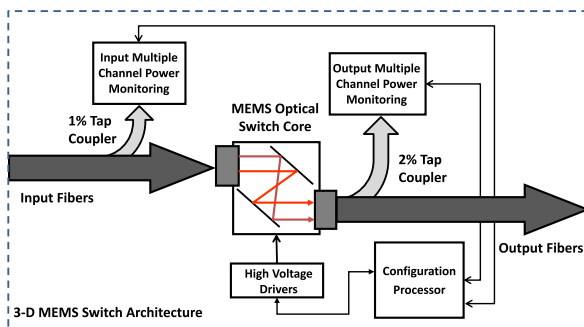 Input Multiple
Channel Power
Monitoring
Output Multiple
Channel Power
Monitoring
1% Tap
Coupler
MEMS Optical
Switch Core
2% Tap
Coupler
Input Fibers
Output Fibers
High Voltage
Drivers
Configuration
Processor
3-D MEMS Switch Architecture